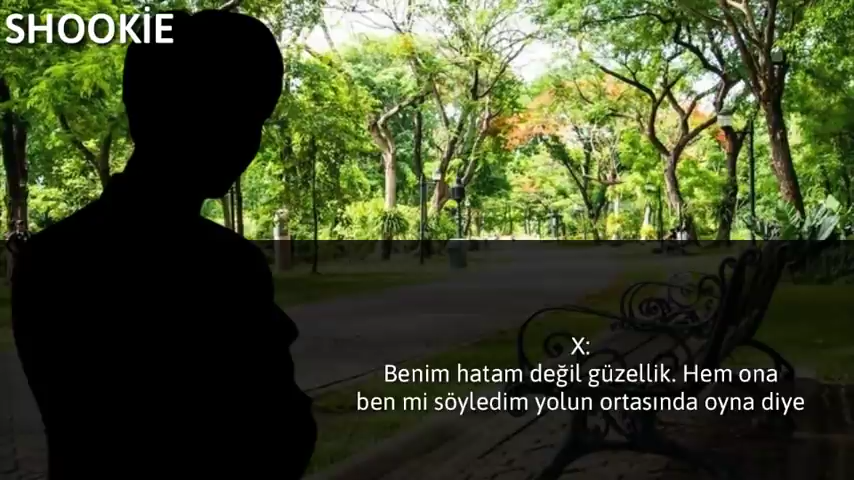 SHOOKİE
X:
Benim hatam değil güzellik. Hem ona
ben mi söyledim yolun ortasında oyna diye